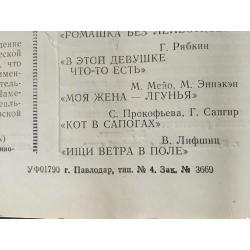 «РОМАШКА БЕЗ
Г. Рябкин
«В ЭТОЙ ДЕВУШКЕ
ЧТО-ТО ЕСТЬ»
М. Мейо, М. Эннэкэн
«МОЯ ЖЕНА — ЛГУНЬЯ»
С. Прокофьева, Г. Сапгир
«КОТ В САПОГАХ»
В. Лифшиц
«ИЩИ ВЕТРА В ПОЛЕ»
УФ01790 г. Павлодар, тип. № 4. Зак. № 3669